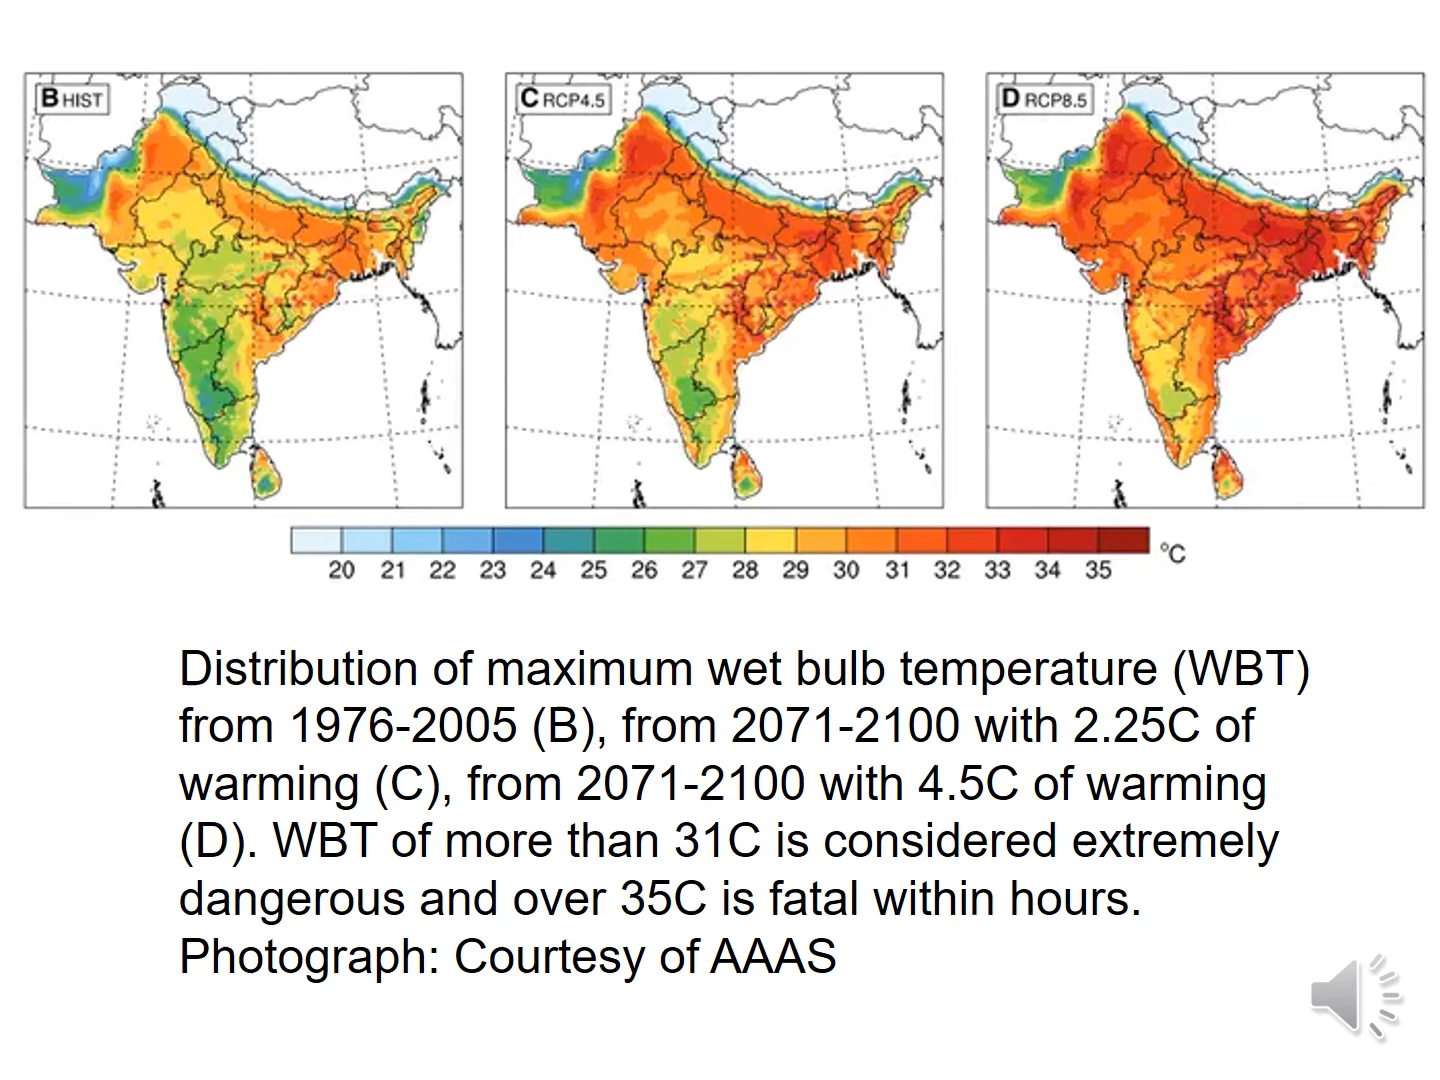 B HIST
C RCP4.5
D RCP8.5
20 21 22 23 24 25 26 27 28 29 30 31 32 33 34 35 °C
Distribution of maximum wet bulb temperature (WBT)
from 1976-2005 (B), from 2071-2100 with 2.25C of
warming (C), from 2071-2100 with 4.5C of warming
(D). WBT of more than 31C is considered extremely
dangerous and over 35C is fatal within hours.
Photograph: Courtesy of AAAS